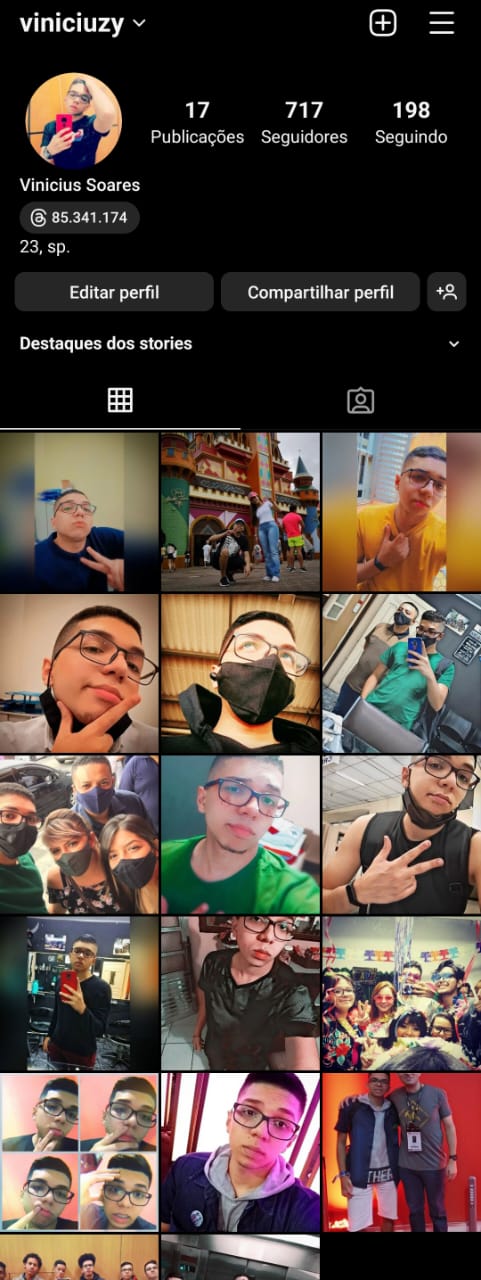 viniciuzy
17 717 198
Publicações Seguidores Seguindo
Vinicius Soares
85.341.174
23, sp.
Editar perfil Compartilhar perfil
Destaques dos stories
THER